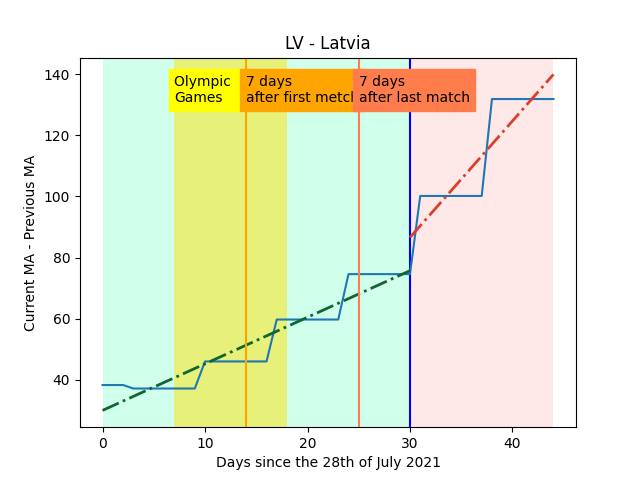 LV - Latvia
Olympic
Games
7 days
after first metch
7 days
after last match
140
120
100
80
60
40
Current MA - Previous MA
0
10
20
30
40
Days since the 28th of July 2021